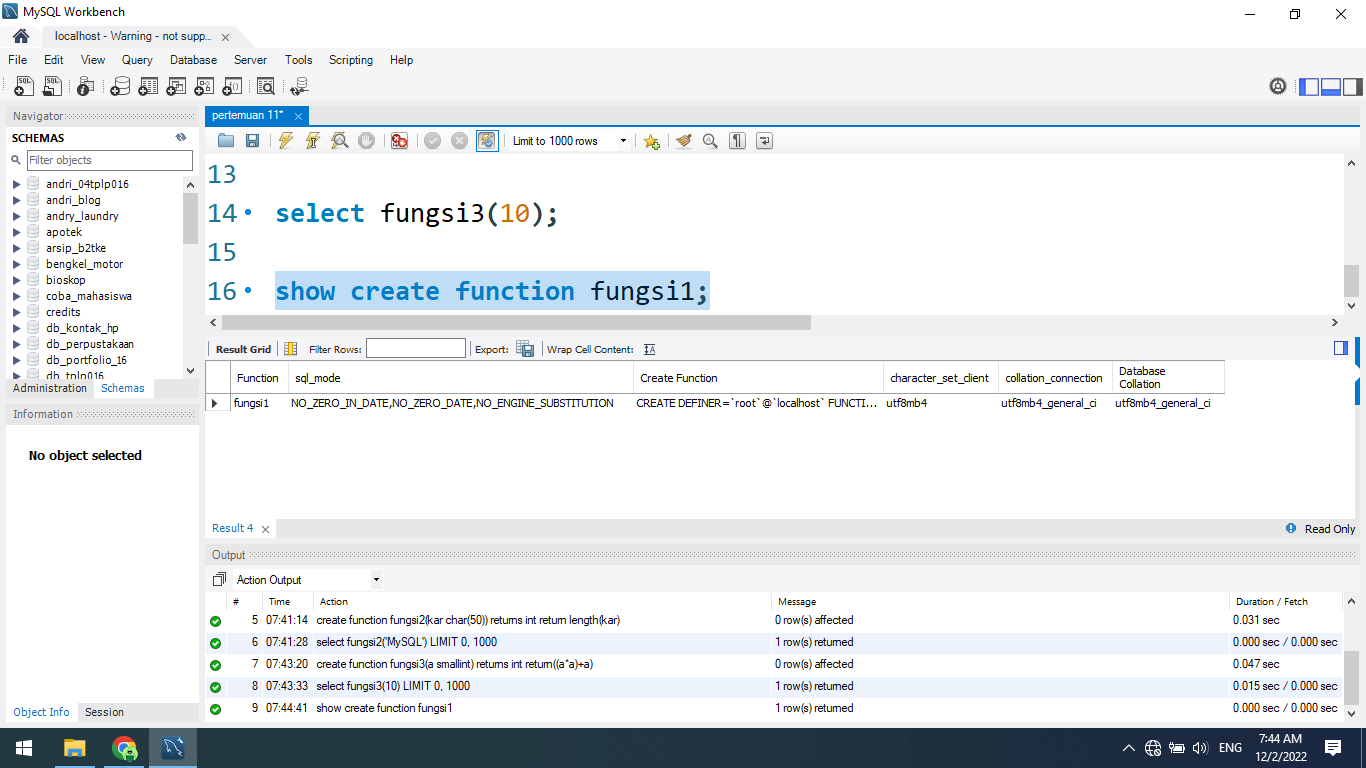 MySQL Workbench
localhost - Warning - not supp...
File Edit View Query Database Server Tools Scripting Help
Navigator
SCHEMAS
Filter objects
andri_04tplp016
andri_blog
andry_laundry
apotek
arsip_b2tke
bengkel_motor
bioskop
coba_mahasiswa
credits
db_kontak_hp
db_perpustakaan
db_portfolio_16
db_tplp016
Administration Schemas
Information
No object selected
Object Info Session
pertemuan 11*
Limit to 1000 rows
13
14 select fungsi3(10);
15
16 show create function fungsi1;
Result Grid Filter Rows: Export: Wrap Cell Content:
Function sql_mode Create Function character_set_client collation_connection Database Collation
fungsi1 NO_ZERO_IN_DATE,NO_ZERO_DATE,NO_ENGINE_SUBSTITUTION CREATE DEFINER=`root`@`localhost` FUNCTI... utf8mb4 utf8mb4_general_ci utf8mb4_general_ci
Result 4 Read Only
Output
Action Output
# Time Action Message Duration / Fetch
5 07:41:14 create function fungsi2(kar char(50)) returns int return length(kar) 0 row(s) affected 0.031 sec
6 07:41:28 select fungsi2('MySQL') LIMIT 0, 1000 1 row(s) returned 0.000 sec / 0.000 sec
7 07:43:20 create function fungsi3(a smallint) returns int return((a*a)+a) 0 row(s) affected 0.047 sec
8 07:43:33 select fungsi3(10) LIMIT 0, 1000 1 row(s) returned 0.015 sec / 0.000 sec
9 07:44:41 show create function fungsi1 1 row(s) returned 0.000 sec / 0.000 sec
ENG
7:44 AM
12/2/2022